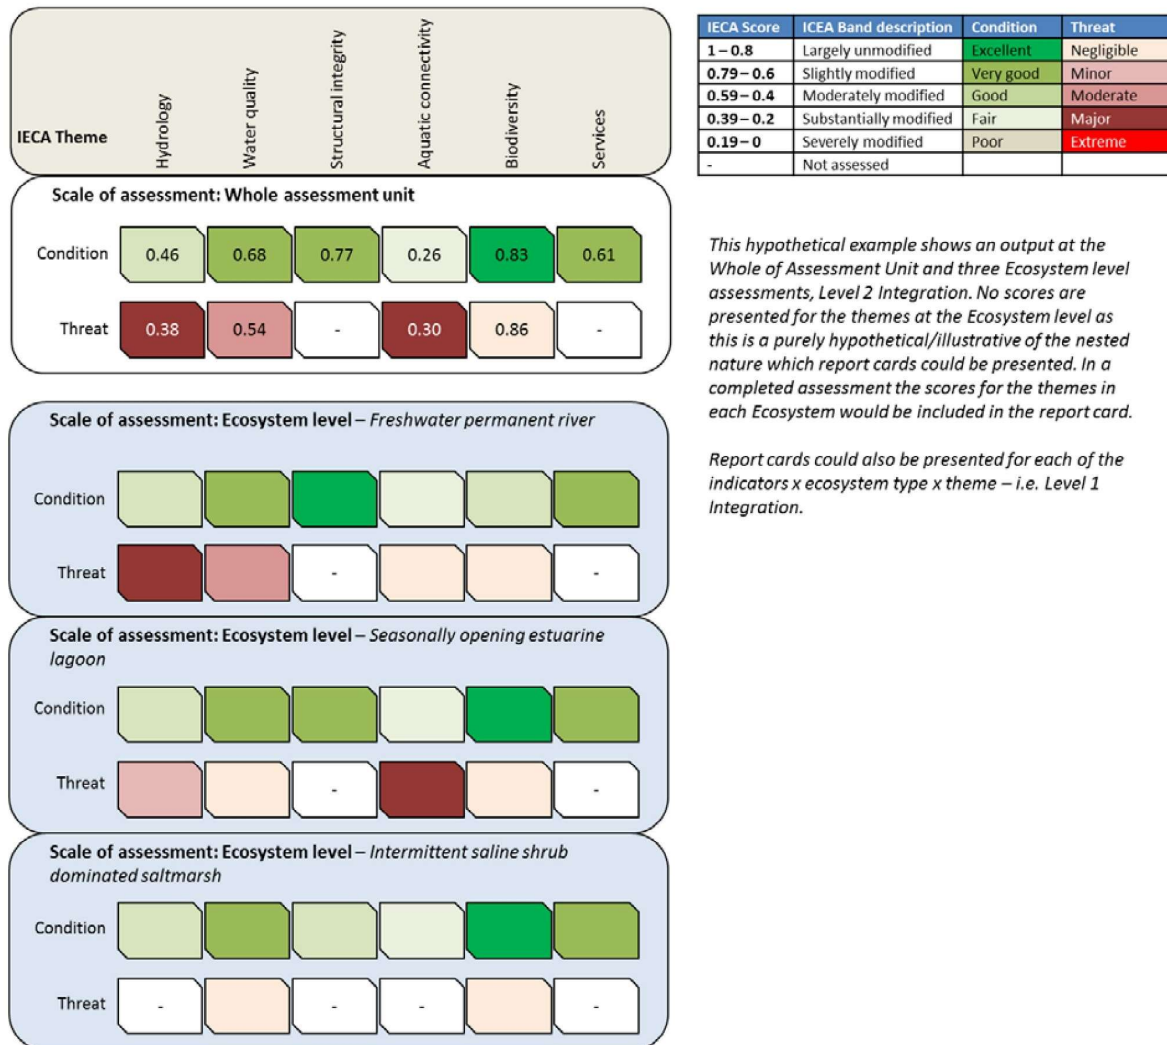 IECA Theme
Hydrology
Water quality
Structural integrity
Aquatic connectivity
Biodiversity
Services
Scale of assessment: Whole assessment unit
Condition 0.46 0.68 0.77 0.26 0.83 0.61
Threat 0.38 0.54 - 0.30 0.86 -
Scale of assessment: Ecosystem level – Freshwater permanent river
Condition
Threat - -
Scale of assessment: Ecosystem level – Seasonally opening estuarine
lagoon
Condition
Threat - -
Scale of assessment: Ecosystem level – Intermittent saline shrub
dominated saltmarsh
Condition
Threat - - - -
IECA Score ICEA Band description Condition Threat
1 – 0.8 Largely unmodified Excellent Negligible
0.79 – 0.6 Slightly modified Very good Minor
0.59 – 0.4 Moderately modified Good Moderate
0.39 – 0.2 Substantially modified Fair Major
0.19 – 0 Severely modified Poor Extreme
- Not assessed
This hypothetical example shows an output at the
Whole of Assessment Unit and three Ecosystem level
assessments, Level 2 Integration. No scores are
presented for the themes at the Ecosystem level as
this is a purely hypothetical/illustrative of the nested
nature which report cards could be presented. In a
completed assessment the scores for the themes in
each Ecosystem would be included in the report card.
Report cards could also be presented for each of the
indicators x ecosystem type x theme – i.e. Level 1
Integration.